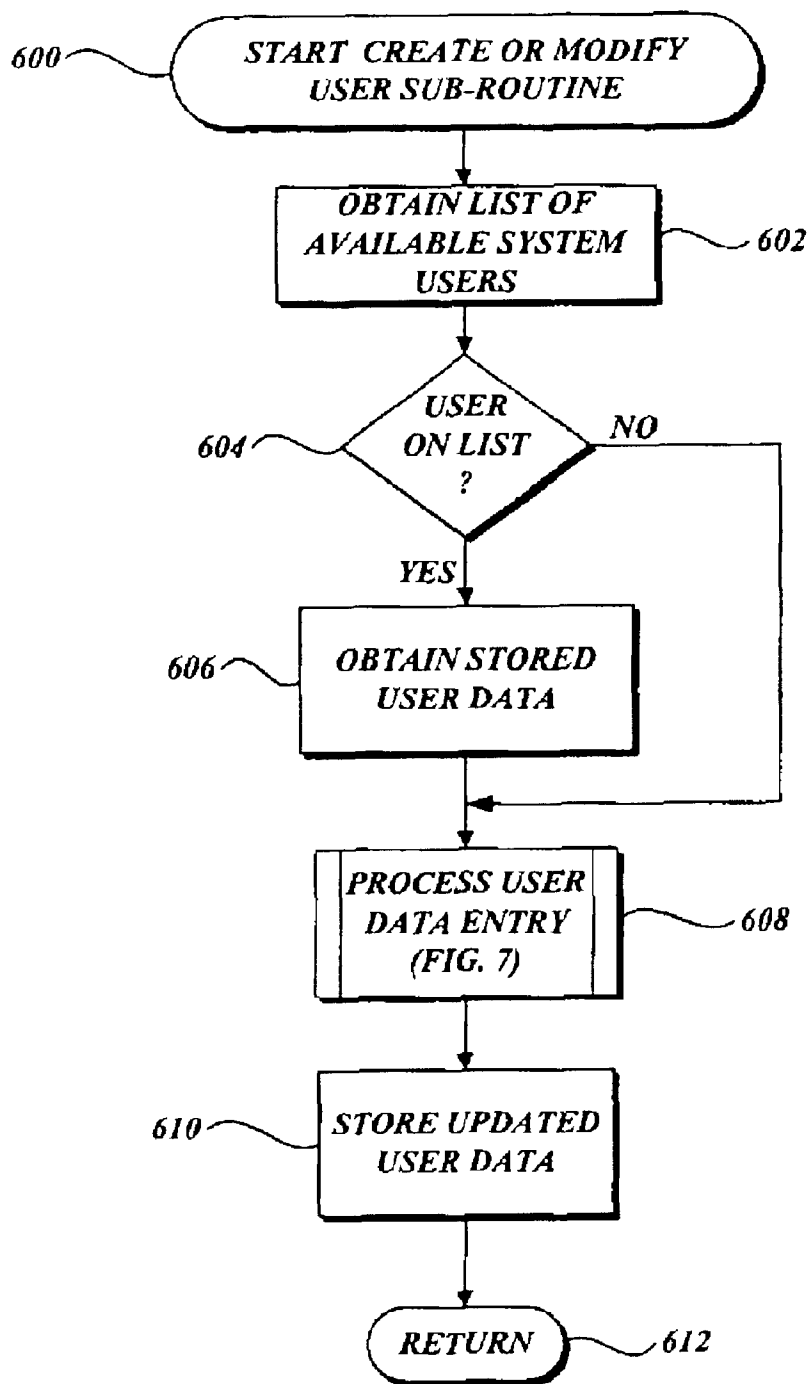 600
START CREATE OR MODIFY
USER SUB-ROUTINE
OBTAIN LIST OF
AVAILABLE SYSTEM
USERS
602
604
USER
ON LIST
?
NO
YES
606
OBTAIN STORED
USER DATA
PROCESS USER
DATA ENTRY
(FIG. 7)
608
610
STORE UPDATED
USER DATA
RETURN
612